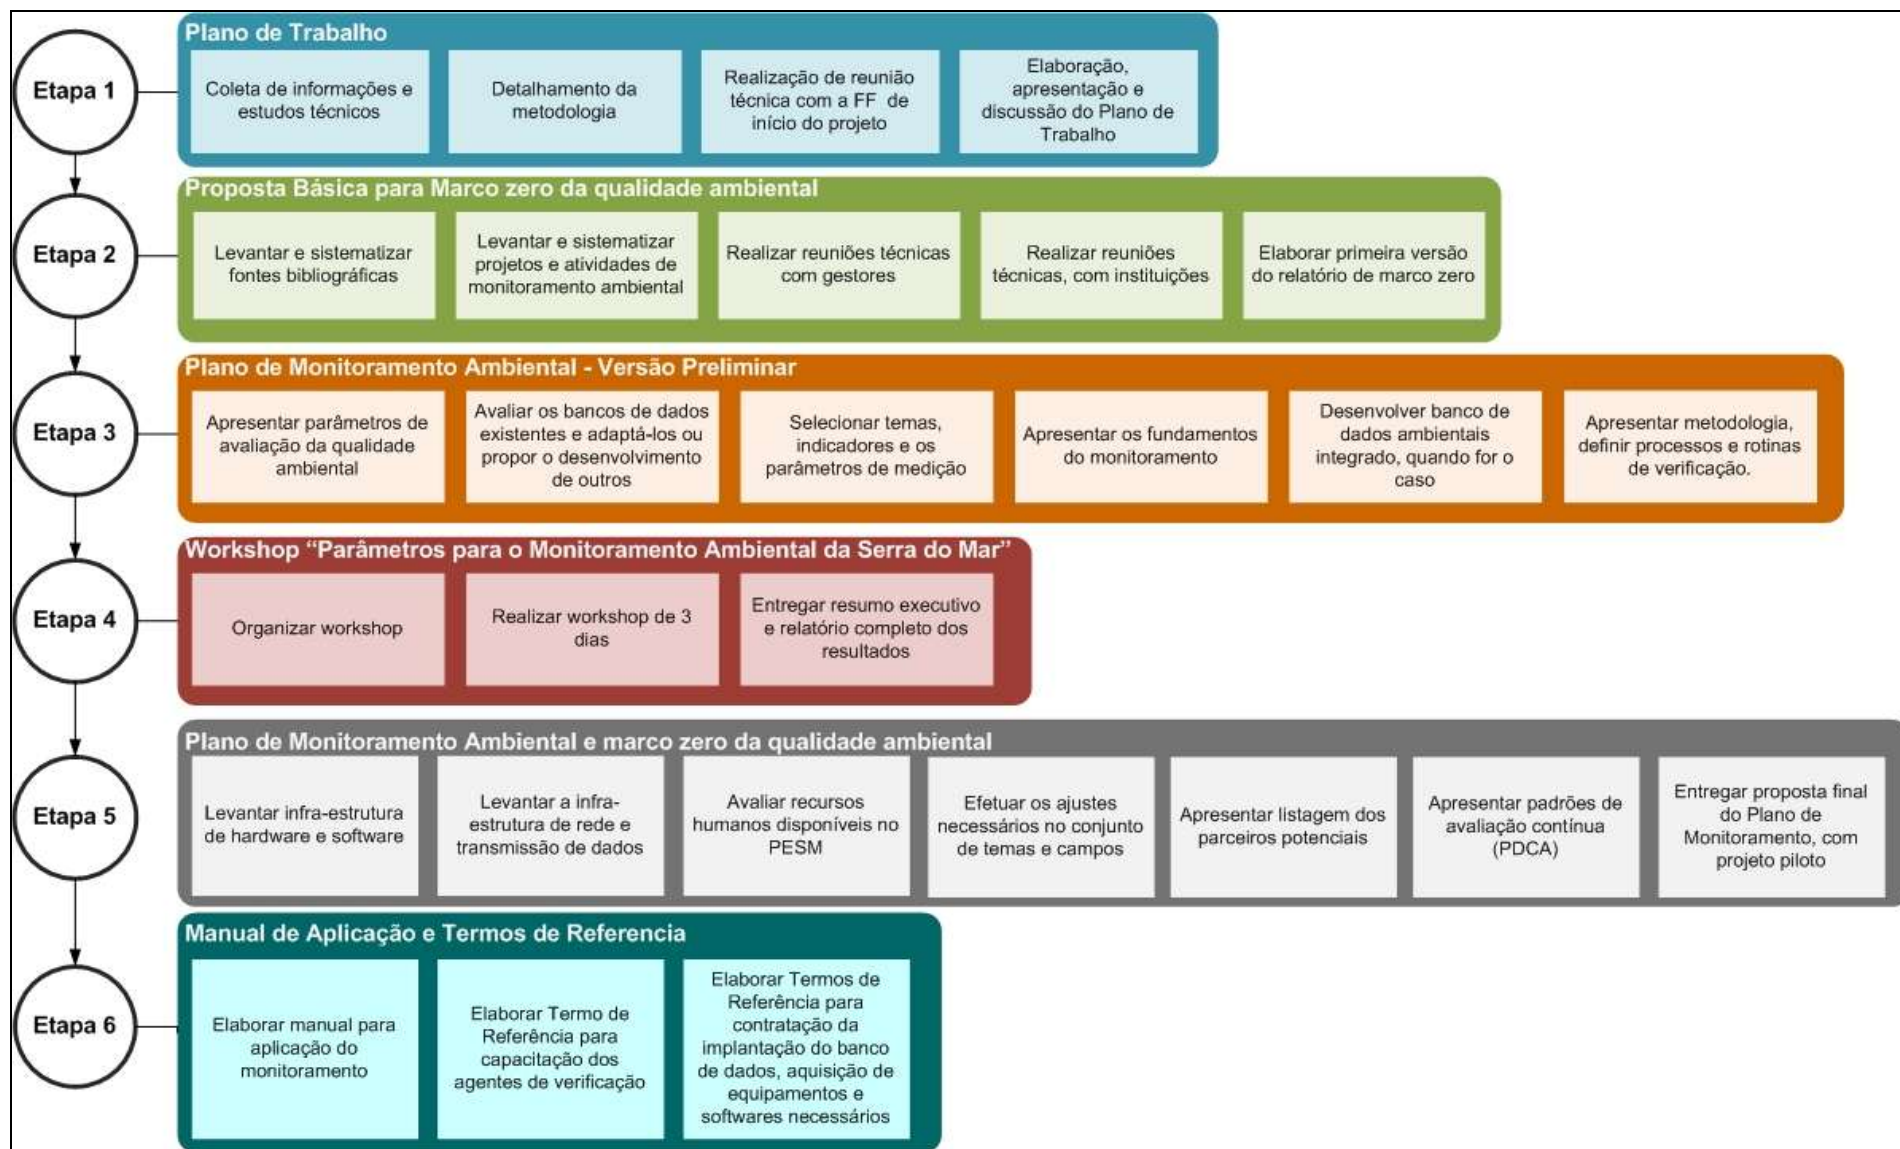 Etapa 1
Plano de Trabalho
Coleta de informações e
estudos técnicos
Detalhamento da
metodologia
Realização de reunião
técnica com a FF de
início do projeto
Elaboração,
apresentação e
discussão do Plano de
Trabalho
Etapa 2
Proposta Básica para Marco zero da qualidade ambiental
Levantar e sistematizar
fontes bibliográficas
Levantar e sistematizar
projetos e atividades de
monitoramento ambiental
Realizar reuniões técnicas
com gestores
Realizar reuniões
técnicas, com instituições
Elaborar primeira versão
do relatório de marco zero
Etapa 3
Plano de Monitoramento Ambiental - Versão Preliminar
Apresentar parâmetros de
avaliação da qualidade
ambiental
Avaliar os bancos de dados
existentes e adaptá-los ou
propor o desenvolvimento
de outros
Selecionar temas,
indicadores e os
parâmetros de medição
Apresentar os fundamentos
do monitoramento
Desenvolver banco de
dados ambientais
integrado, quando for o
caso
Apresentar metodologia,
definir processos e rotinas
de verificação.
Etapa 4
Workshop “Parâmetros para o Monitoramento Ambiental da Serra do Mar”
Organizar workshop
Realizar workshop de 3
dias
Entregar resumo executivo
e relatório completo dos
resultados
Etapa 5
Plano de Monitoramento Ambiental e marco zero da qualidade ambiental
Levantar infra-estrutura
de hardware e software
Levantar a infra-
estrutura de rede e
transmissão de dados
Avaliar recursos
humanos disponíveis no
PESM
Efetuar os ajustes
necessários no conjunto
de temas e campos
Apresentar listagem dos
parceiros potenciais
Apresentar padrões de
avaliação contínua
(PDCA)
Entregar proposta final
do Plano de
Monitoramento, com
projeto piloto
Etapa 6
Manual de Aplicação e Termos de Referencia
Elaborar manual para
aplicação do
monitoramento
Elaborar Termo de
Referência para
capacitação dos
agentes de verificação
Elaborar Termos de
Referência para
contratação da
implantação do banco
de dados, aquisição de
equipamentos e
softwares necessários